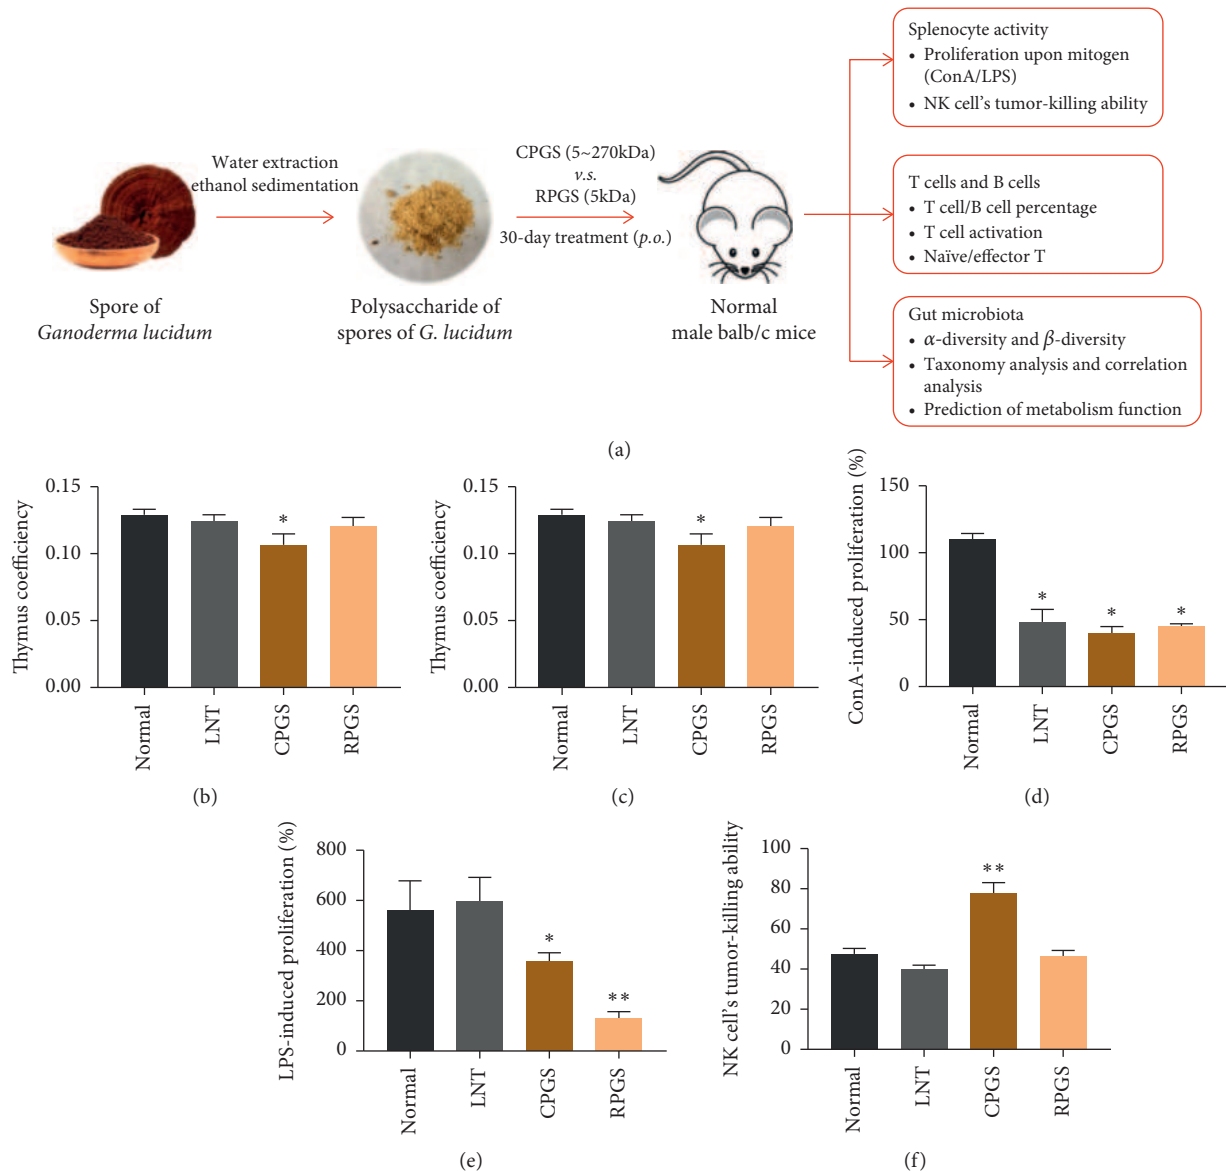 Spore of
Ganoderma lucidum
Water extraction
ethanol sedimentation
Polysaccharide of
spores of G. lucidum
CPGS (5~270kDa)
v.s.
RPGS (5kDa)
30-day treatment (p.o.)
Normal
male balb/c mice
Splenocyte activity
• Proliferation upon mitogen
(ConA/LPS)
• NK cell's tumor-killing ability
T cells and B cells
• T cell/B cell percentage
• T cell activation
• Naïve/effector T
Gut microbiota
• α-diversity and β-diversity
• Taxonomy analysis and correlation
analysis
• Prediction of metabolism function
(a)
Thymus coefficiency
0.15
0.10
0.05
0.00
*
Normal
LNT
CPGS
RPGS
(b)
Thymus coefficiency
0.15
0.10
0.05
0.00
*
Normal
LNT
CPGS
RPGS
(c)
ConA-induced proliferation (%)
150
100
50
0
* * *
Normal
LNT
CPGS
RPGS
(d)
LPS-induced proliferation (%)
800
600
400
200
0
*
**
Normal
LNT
CPGS
RPGS
(e)
NK cell's tumor-killing ability
100
80
60
40
20
0
**
Normal
LNT
CPGS
RPGS
(f)